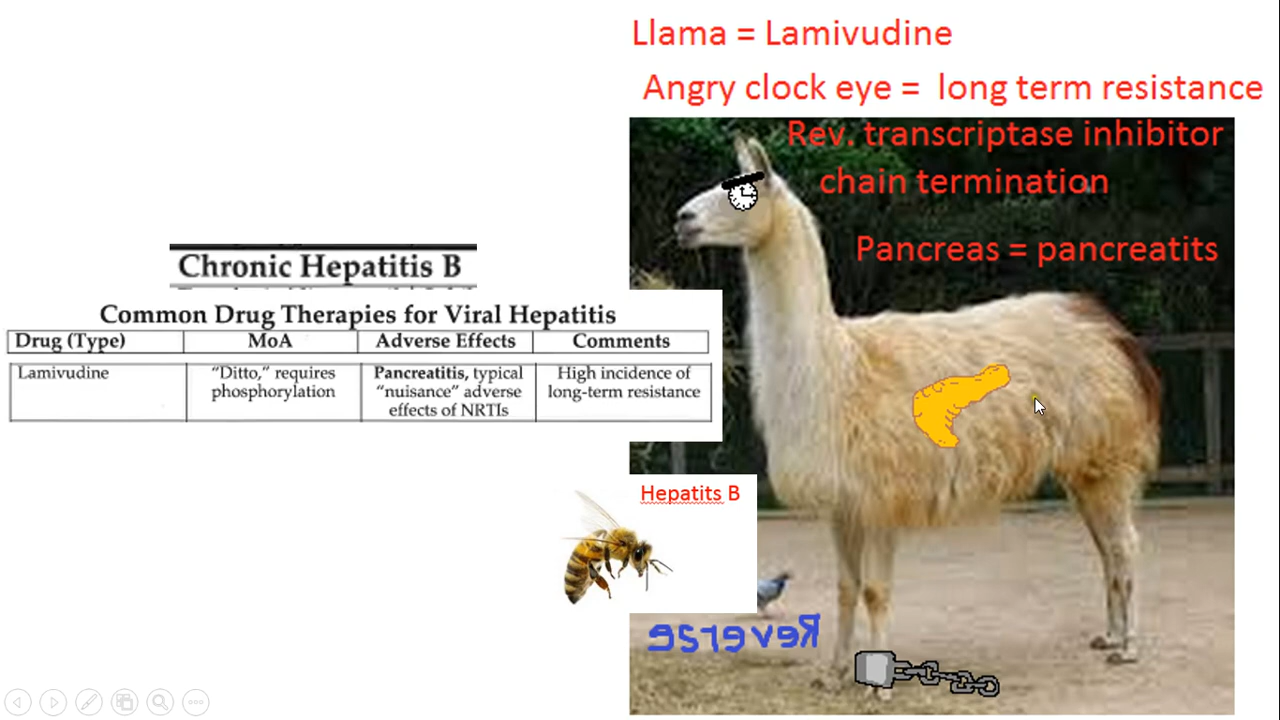 Llama = Lamivudine
Angry clock eye = long term resistance
Rev. transcriptase inhibitor
chain termination
Pancreas = pancreatits
Chronic Hepatitis B
Common Drug Therapies for Viral Hepatitis
Drug (Type) MoA Adverse Effects Comments
Lamivudine "Ditto," requires Pancreatitis, typical High incidence of
phosphorylation "nuisance" adverse long-term resistance
effects of NRTIs
Hepatits B
Reverse